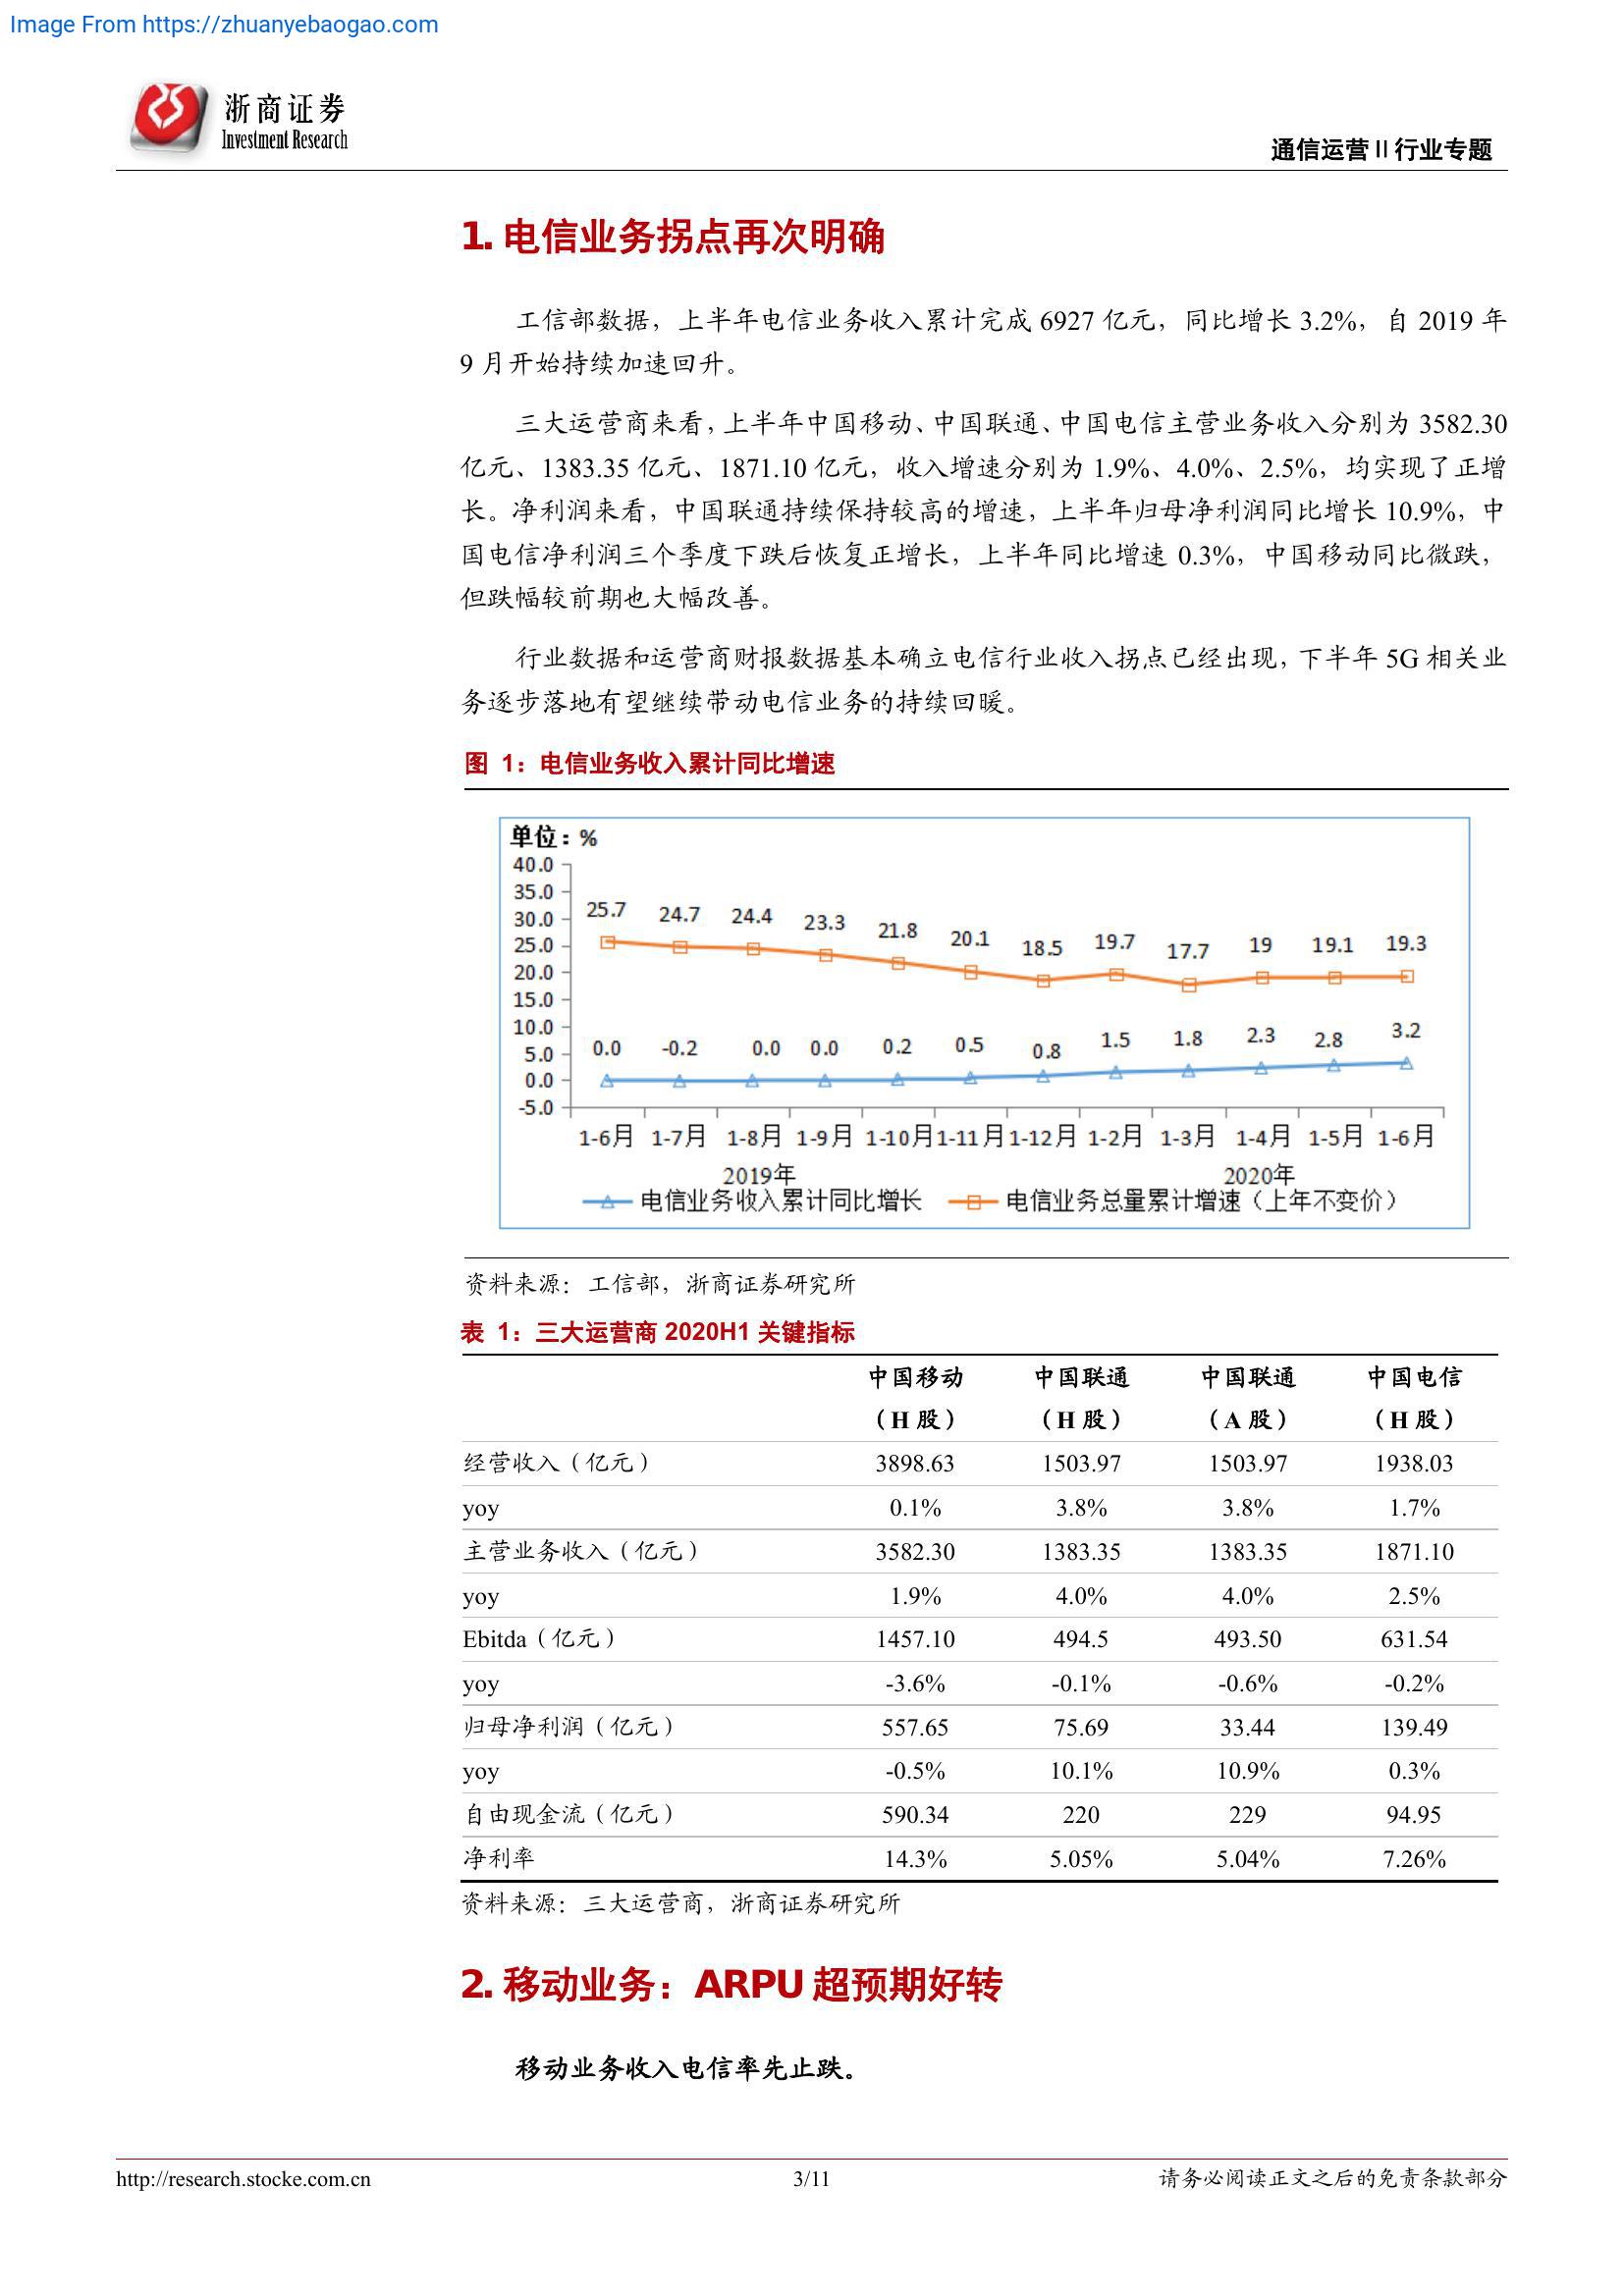 Image From https://zhuanyebaogao.com
浙商证券
Investment Research
通信运营Ⅱ行业专题
1. 电信业务拐点再次明确
工信部数据，上半年电信业务收入累计完成 6927 亿元，同比增长 3.2%，自 2019 年
9 月开始持续加速回升。
三大运营商来看，上半年中国移动、中国联通、中国电信主营业务收入分别为 3582.30
亿元、1383.35 亿元、1871.10 亿元，收入增速分别为 1.9%、4.0%、2.5%，均实现了正增
长。净利润来看，中国联通持续保持较高的增速，上半年归母净利润同比增长 10.9%，中
国电信净利润三个季度下跌后恢复正增长，上半年同比增速 0.3%，中国移动同比微跌，
但跌幅较前期也大幅改善。
行业数据和运营商财报数据基本确立电信行业收入拐点已经出现，下半年 5G 相关业
务逐步落地有望继续带动电信业务的持续回暖。
图 1：电信业务收入累计同比增速
单位：%
40.0
35.0
30.0
25.0
20.0
15.0
10.0
5.0
0.0
-5.0
25.7 24.7 24.4 23.3 21.8 20.1 18.5 19.7 17.7 19 19.1 19.3
0.0 -0.2 0.0 0.0 0.2 0.5 0.8 1.5 1.8 2.3 2.8 3.2
1-6月 1-7月 1-8月 1-9月 1-10月 1-11月 1-12月 1-2月 1-3月 1-4月 1-5月 1-6月
2019年 2020年
电信业务收入累计同比增长 电信业务总量累计增速（上年不变价）
资料来源：工信部，浙商证券研究所
表 1：三大运营商 2020H1 关键指标
中国移动 中国联通 中国联通 中国电信
（H 股） （H 股） （A 股） （H 股）
经营收入（亿元） 3898.63 1503.97 1503.97 1938.03
yoy 0.1% 3.8% 3.8% 1.7%
主营业务收入（亿元） 3582.30 1383.35 1383.35 1871.10
yoy 1.9% 4.0% 4.0% 2.5%
Ebitda（亿元） 1457.10 494.5 493.50 631.54
yoy -3.6% -0.1% -0.6% -0.2%
归母净利润（亿元） 557.65 75.69 33.44 139.49
yoy -0.5% 10.1% 10.9% 0.3%
自由现金流（亿元） 590.34 220 229 94.95
净利率 14.3% 5.05% 5.04% 7.26%
资料来源：三大运营商，浙商证券研究所
2. 移动业务：ARPU 超预期好转
移动业务收入电信率先止跌。
http://research.stocke.com.cn 3/11 请务必阅读正文之后的免责条款部分